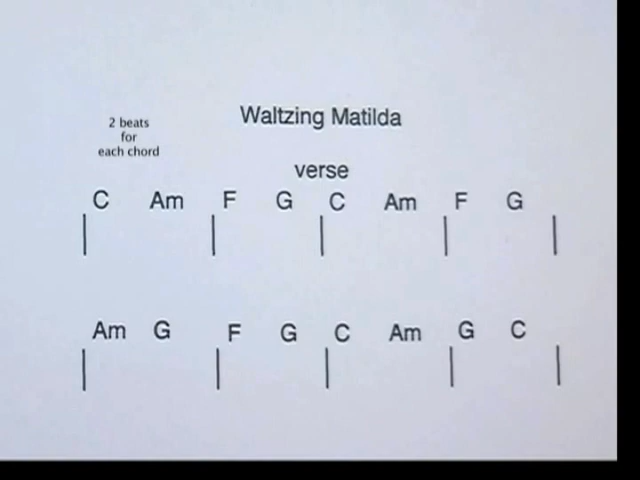 Waltzing Matilda
2 beats
for
each chord
verse
C Am F G C Am F G
Am G F G C Am G C